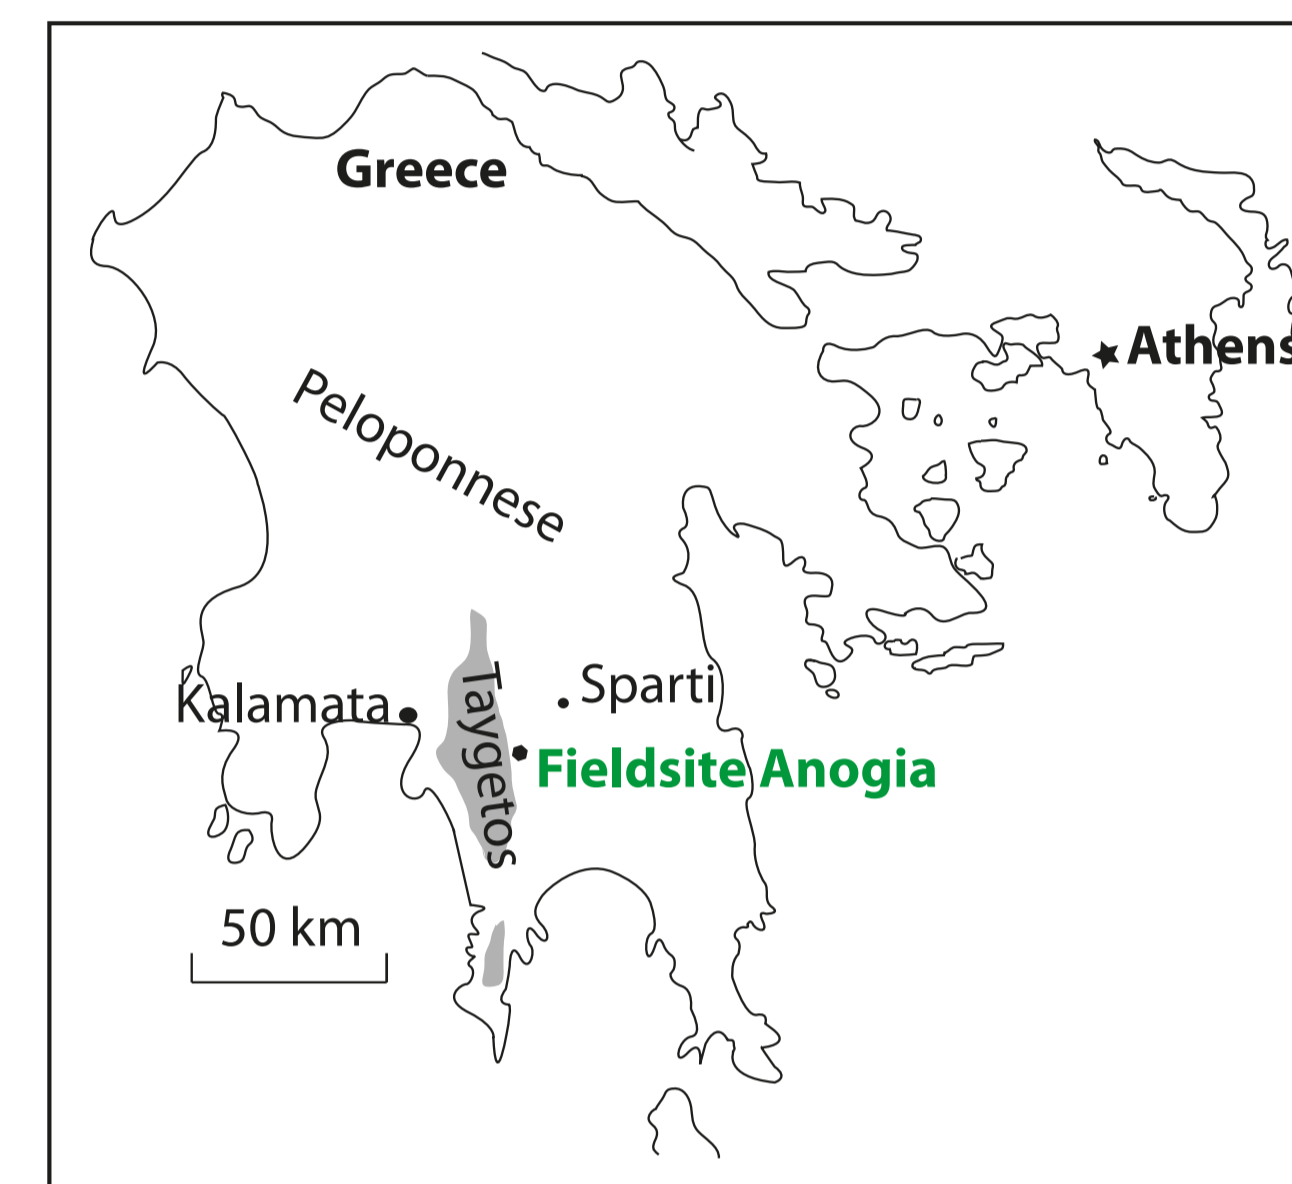 Greece
Athens
Peloponnese
Taygetos
Sparti
Kalamata
Fieldsite Anogia
50 km